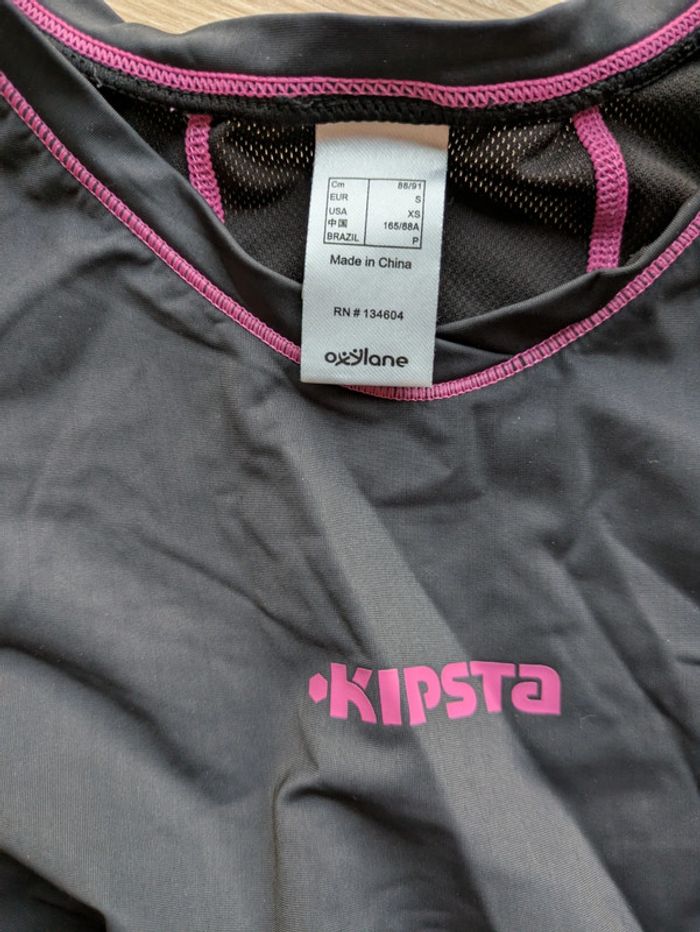 Cm 88/91
EUR S
USA XS
中国 165/88A
BRAZIL P
Made in China
RN # 134604
oxylane
KIPSTA